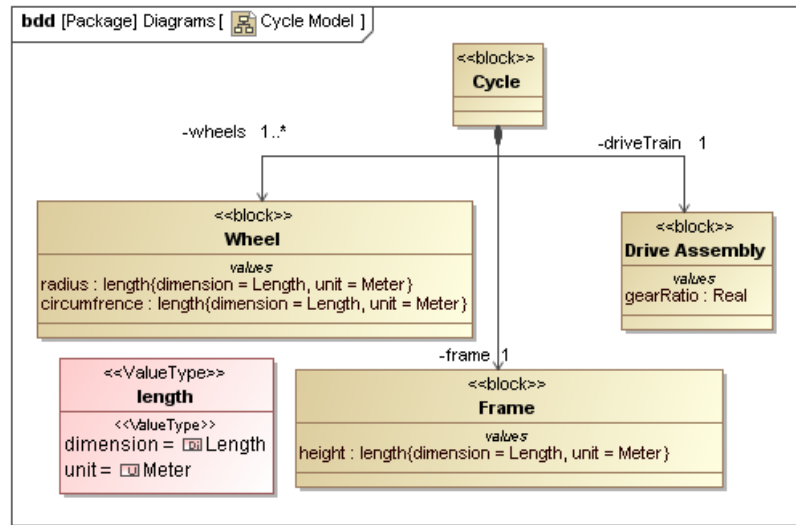 bdd [Package] Diagrams [ Cycle Model ]
<<block>>
Cycle
-wheels 1..*
-driveTrain 1
<<block>>
Wheel
values
radius : length{dimension = Length, unit = Meter}
circumfrence : length{dimension = Length, unit = Meter}
<<block>>
Drive Assembly
values
gearRatio : Real
-frame 1
<<ValueType>>
length
<<ValueType>>
dimension = Di Length
unit = U Meter
<<block>>
Frame
values
height : length{dimension = Length, unit = Meter}